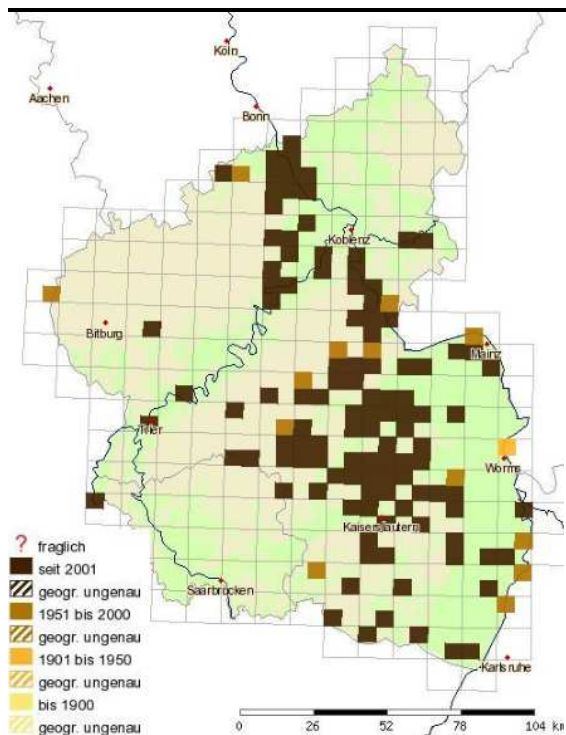 Köln
Aachen
Bonn
Koblenz
Bitburg
Mainz
Trier
Worms
Kaiserslautern
Saarbrücken
Karlsruhe
? fraglich
seit 2001
geogr. ungenau
1951 bis 2000
geogr. ungenau
1901 bis 1950
geogr. ungenau
bis 1900
geogr. ungenau
0 26 52 78 104 km